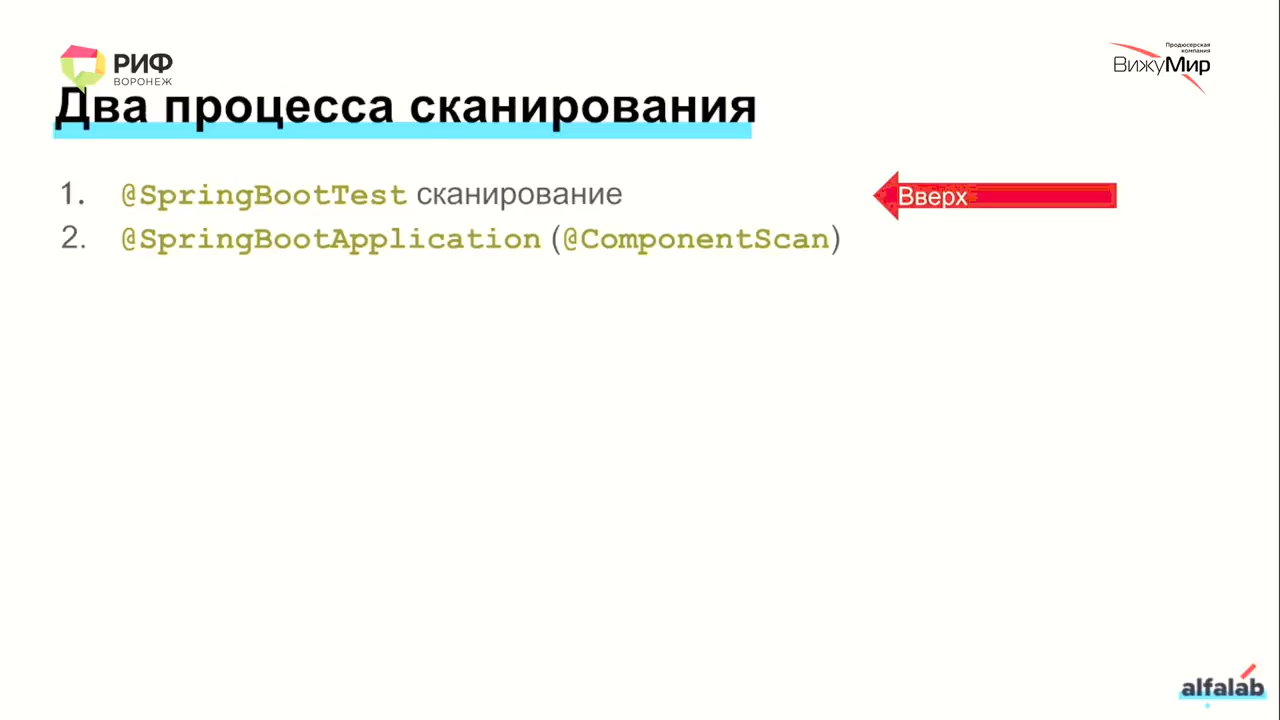 РИФ
ВОРОНЕЖ
Продюсерская
компания
ВижуМир
Два процесса сканирования
1. @SpringBootTest сканирование
Вверх
2. @SpringBootApplication (@ComponentScan)
alfalab